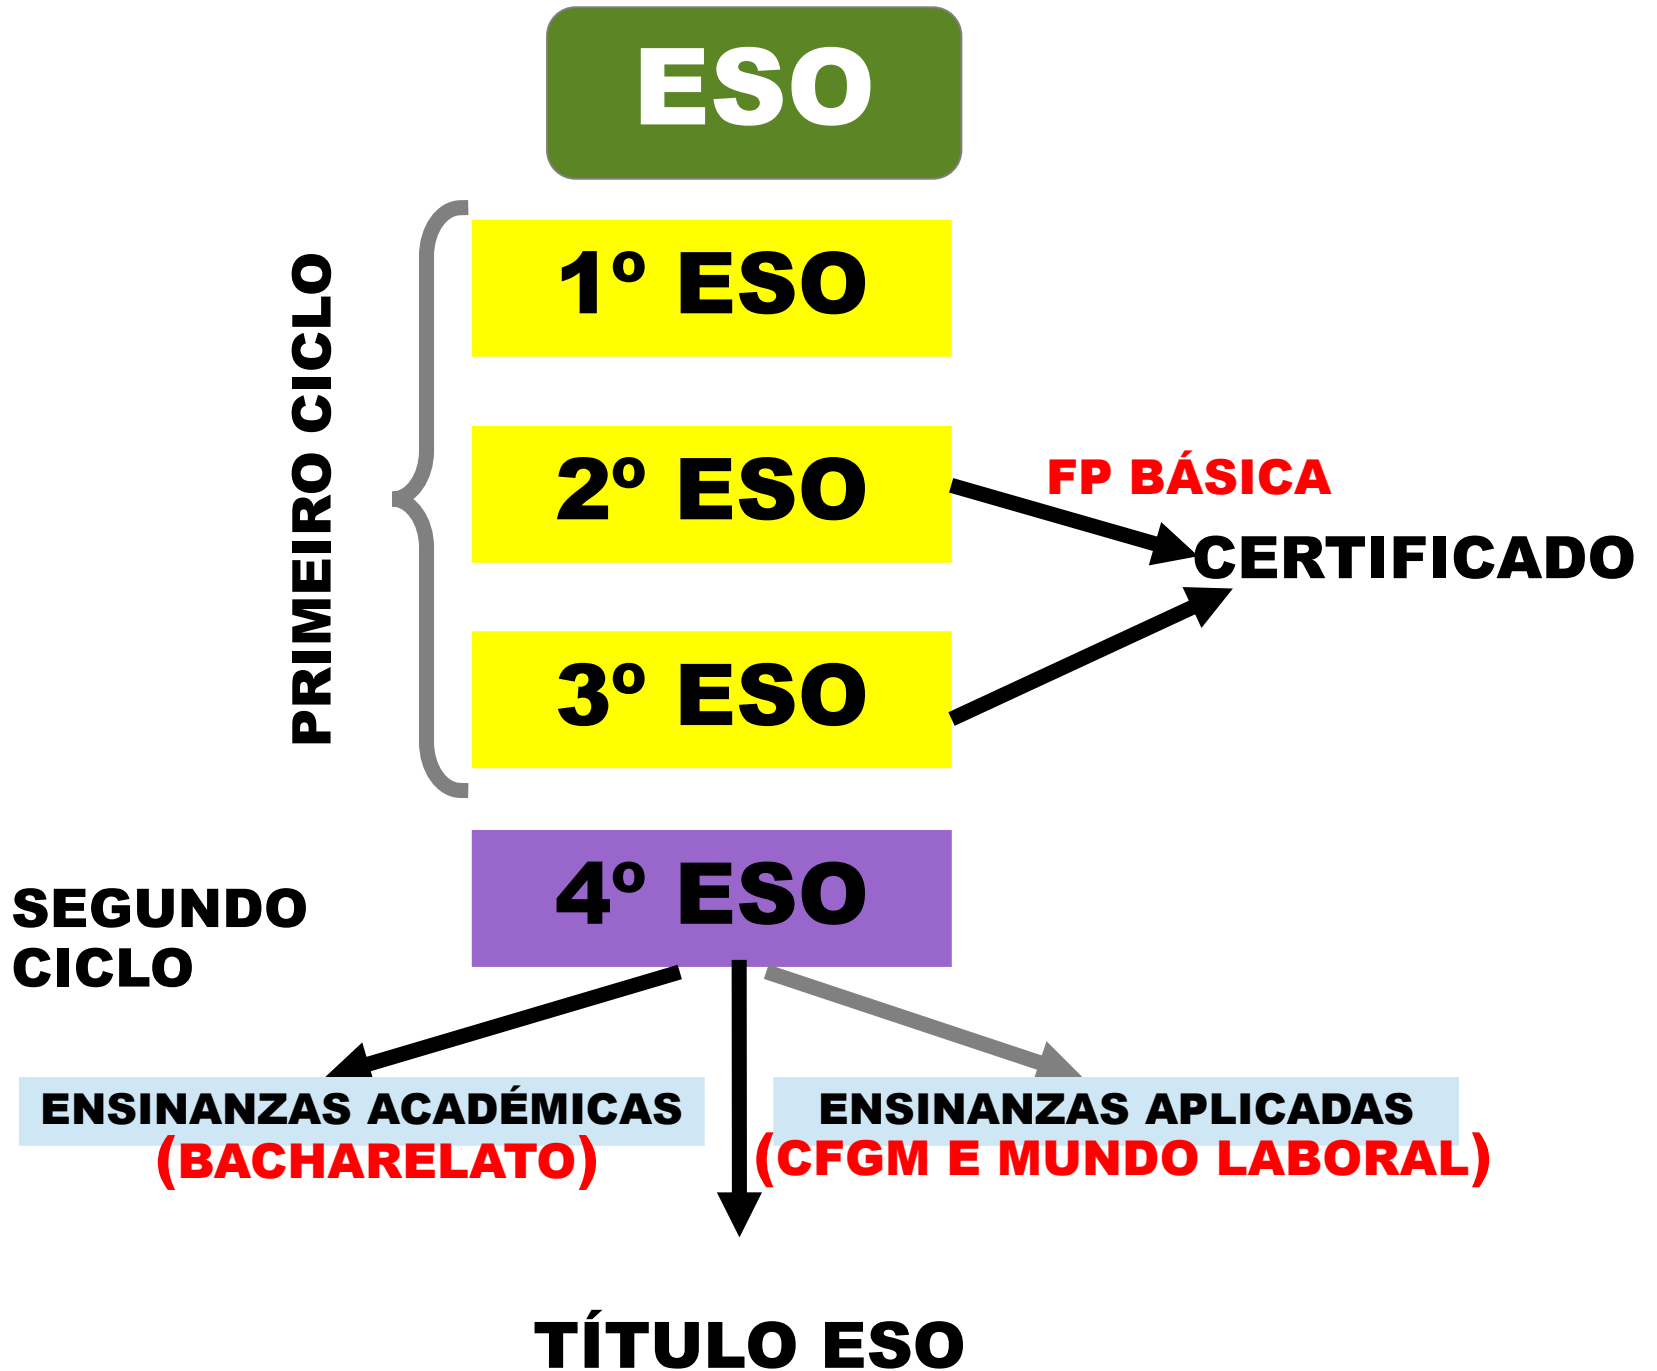 ESO
PRIMEIRO CICLO
1º ESO
2º ESO
FP BÁSICA
CERTIFICADO
3º ESO
4º ESO
SEGUNDO
CICLO
ENSINANZAS ACADÉMICAS
(BACHARELATO)
ENSINANZAS APLICADAS
(CFGM E MUNDO LABORAL)
TÍTULO ESO